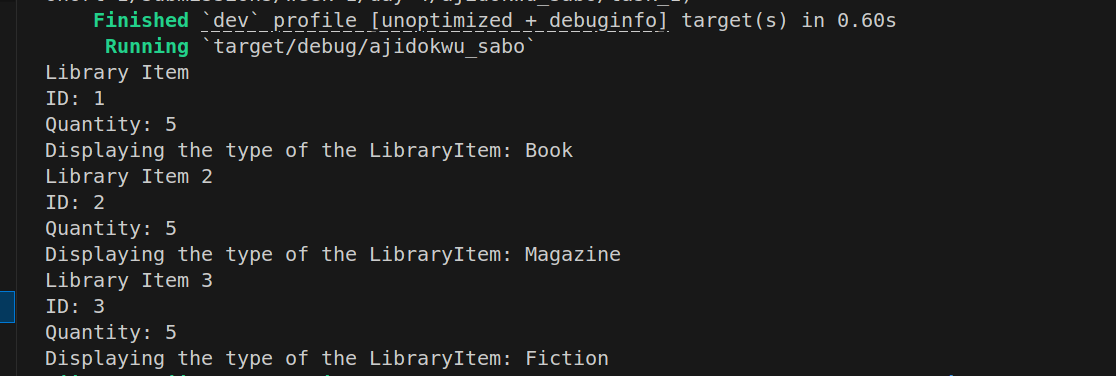 Finished `dev` profile [unoptimized + debuginfo] target(s) in 0.60s
Running `target/debug/ajidokwu_sabo`
Library Item
ID: 1
Quantity: 5
Displaying the type of the LibraryItem: Book
Library Item 2
ID: 2
Quantity: 5
Displaying the type of the LibraryItem: Magazine
Library Item 3
ID: 3
Quantity: 5
Displaying the type of the LibraryItem: Fiction